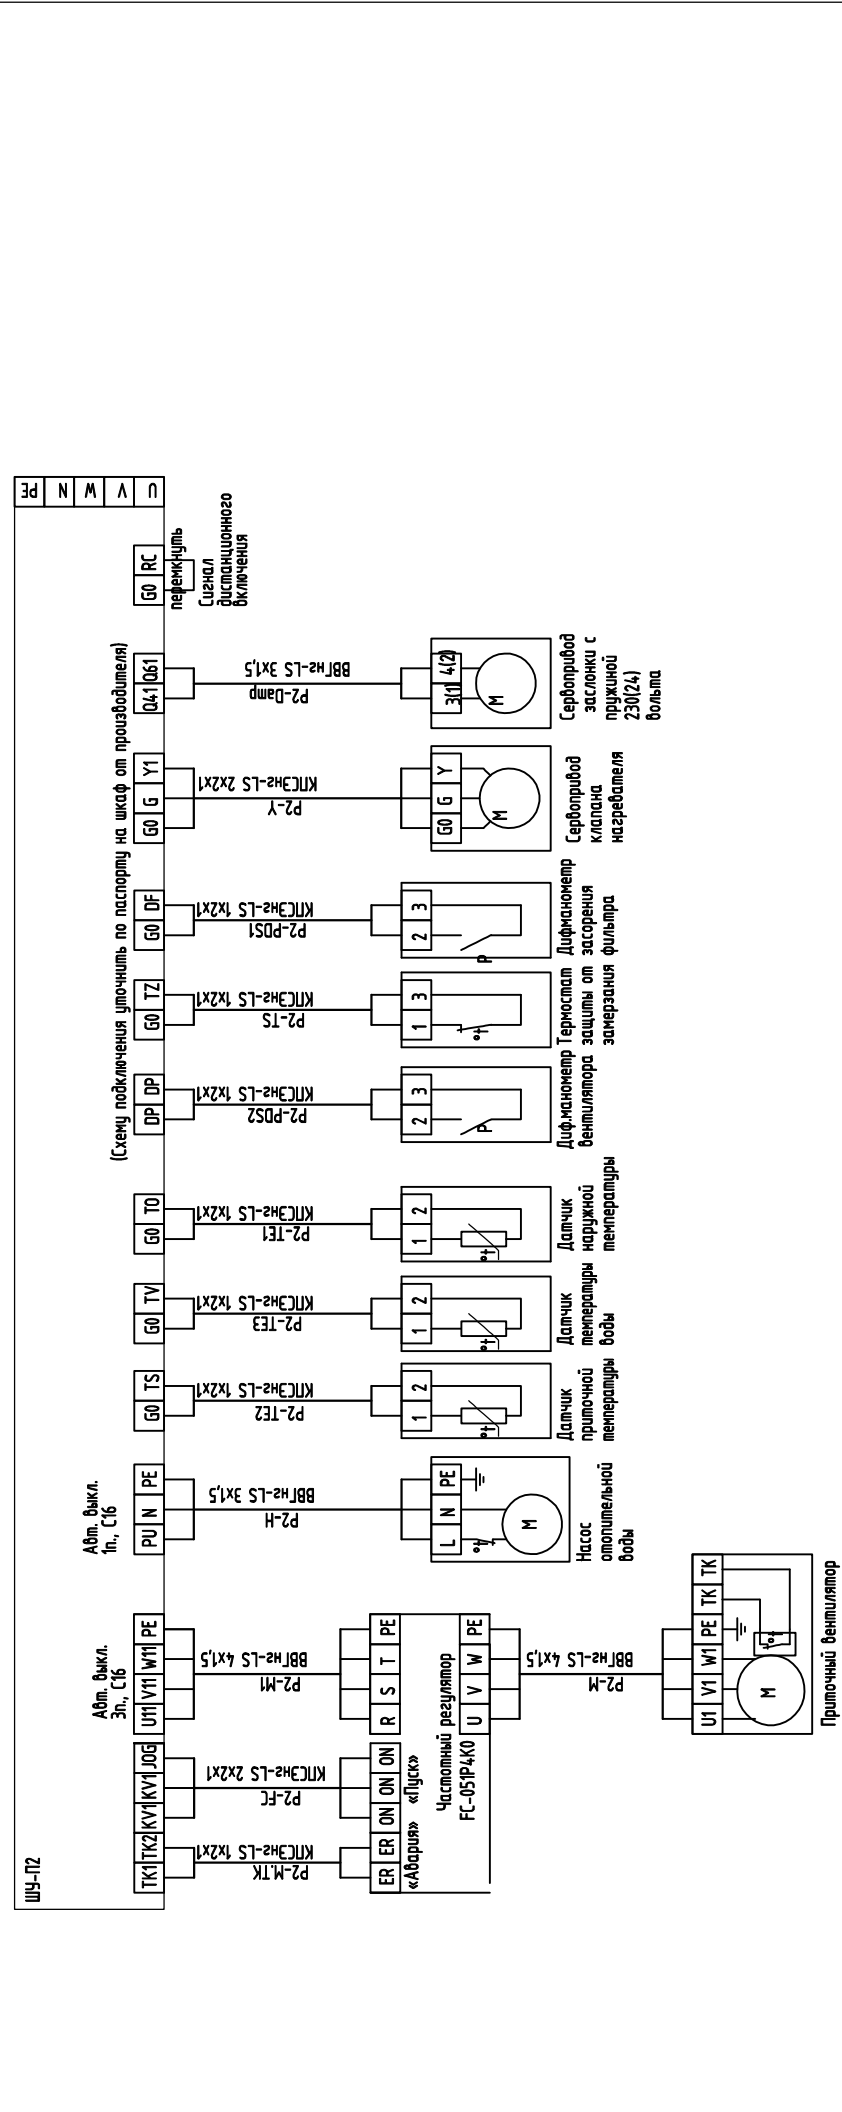 ШУ-П2
TK1
TK2
KV1
KV1
JOG
U11
V11
W11
PE
PU
N
PE
G0
TS
G0
TV
G0
TO
DP
DP
G0
TZ
G0
DF
G0
G
Y1
Q41
Q61
G0
RC
U
V
W
N
PE
Авт. выкл.
3п., С16
Авт. выкл.
1п., С16
(Схему подключения уточнить по паспорту на шкаф от производителя)
перемкнуть
Сигнал
дистанционного
включения
КПСЭнг-LS 1x2x1
P2-M.TK
КПСЭнг-LS 2x2x1
P2-FC
ВВГнг-LS 4x1,5
P2-M1
ВВГнг-LS 3x1,5
P2-H
КПСЭнг-LS 1x2x1
P2-TE2
КПСЭнг-LS 1x2x1
P2-TE3
КПСЭнг-LS 1x2x1
P2-TE1
КПСЭнг-LS 1x2x1
P2-PDS2
КПСЭнг-LS 1x2x1
P2-TS
КПСЭнг-LS 1x2x1
P2-PDS1
КПСЭнг-LS 2x2x1
P2-Y
ВВГнг-LS 3x1,5
P2-Damp
ER
ER
ON
ON
ON
«Авария»
«Пуск»
R
S
T
PE
Частотный регулятор
FC-051P4K0
U
V
W
PE
ВВГнг-LS 4x1,5
P2-M
U1
V1
W1
PE
TK
TK
M
t°
Приточный вентилятор
L
N
PE
t°
M
Насос
отопительной
воды
1
2
t°
Датчик
приточной
температуры
1
2
t°
Датчик
температуры
воды
1
2
t°
Датчик
наружной
температуры
2
3
P
Диф.манометр
вентилятора
1
3
t°
Термостат
защиты от
замерзания
2
3
P
Дифманометр
засорения
фильтра
G0
G
Y
M
Сервопривод
клапана
нагревателя
3(1)
4(2)
M
Сервопривод
заслонки с
пружиной
230(24)
вольта